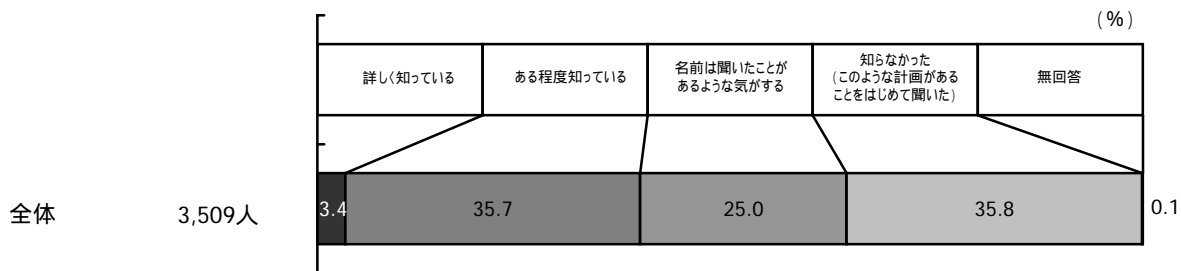 (%)
詳しく知っている
ある程度知っている
名前は聞いたことが
あるような気がする
知らなかった
(このような計画がある
ことをはじめて聞いた)
無回答
全体 3,509人 3.4 35.7 25.0 35.8 0.1